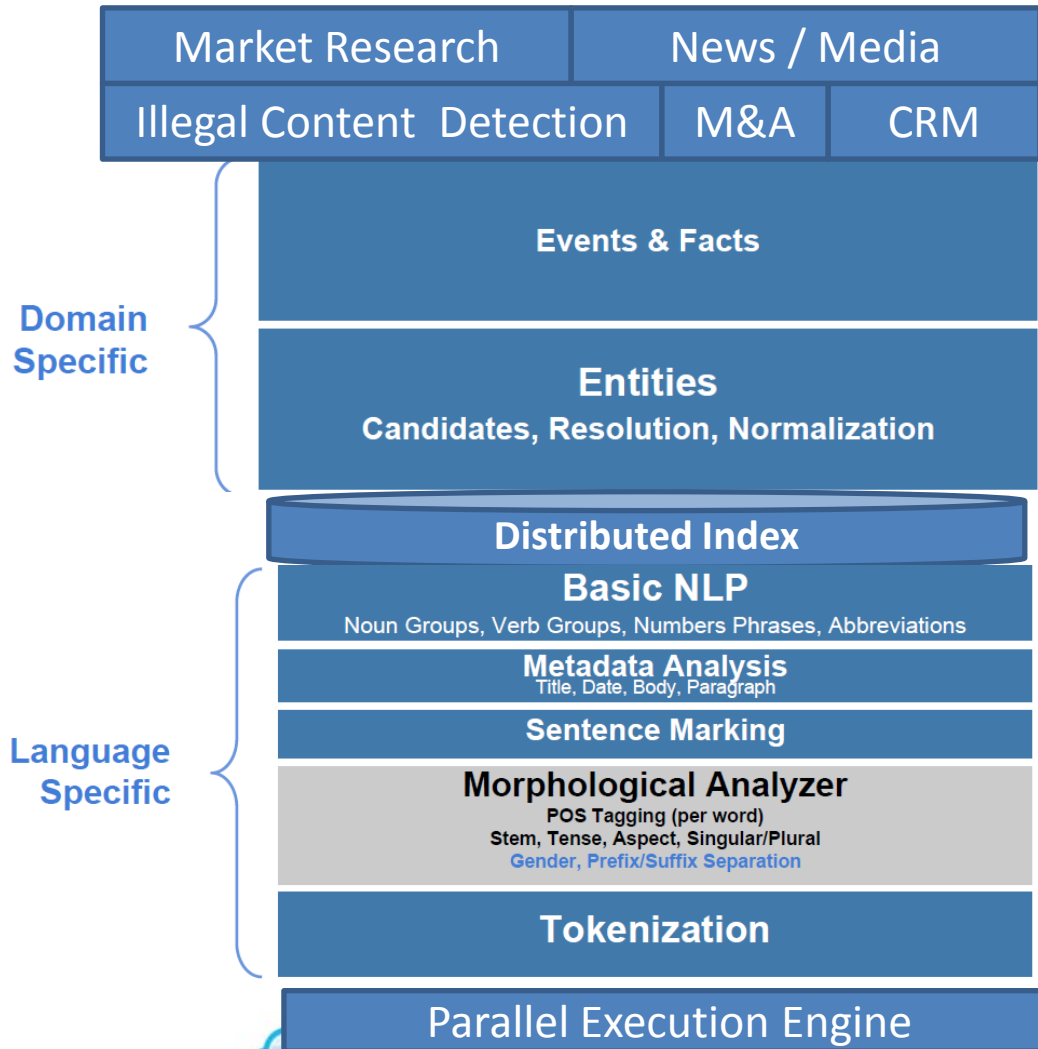 Market Research
News / Media
Illegal Content Detection
M&A
CRM
Events & Facts
Domain
Specific
Entities
Candidates, Resolution, Normalization
Distributed Index
Basic NLP
Noun Groups, Verb Groups, Numbers Phrases, Abbreviations
Metadata Analysis
Title, Date, Body, Paragraph
Sentence Marking
Language
Specific
Morphological Analyzer
POS Tagging (per word)
Stem, Tense, Aspect, Singular/Plural
Gender, Prefix/Suffix Separation
Tokenization
Parallel Execution Engine